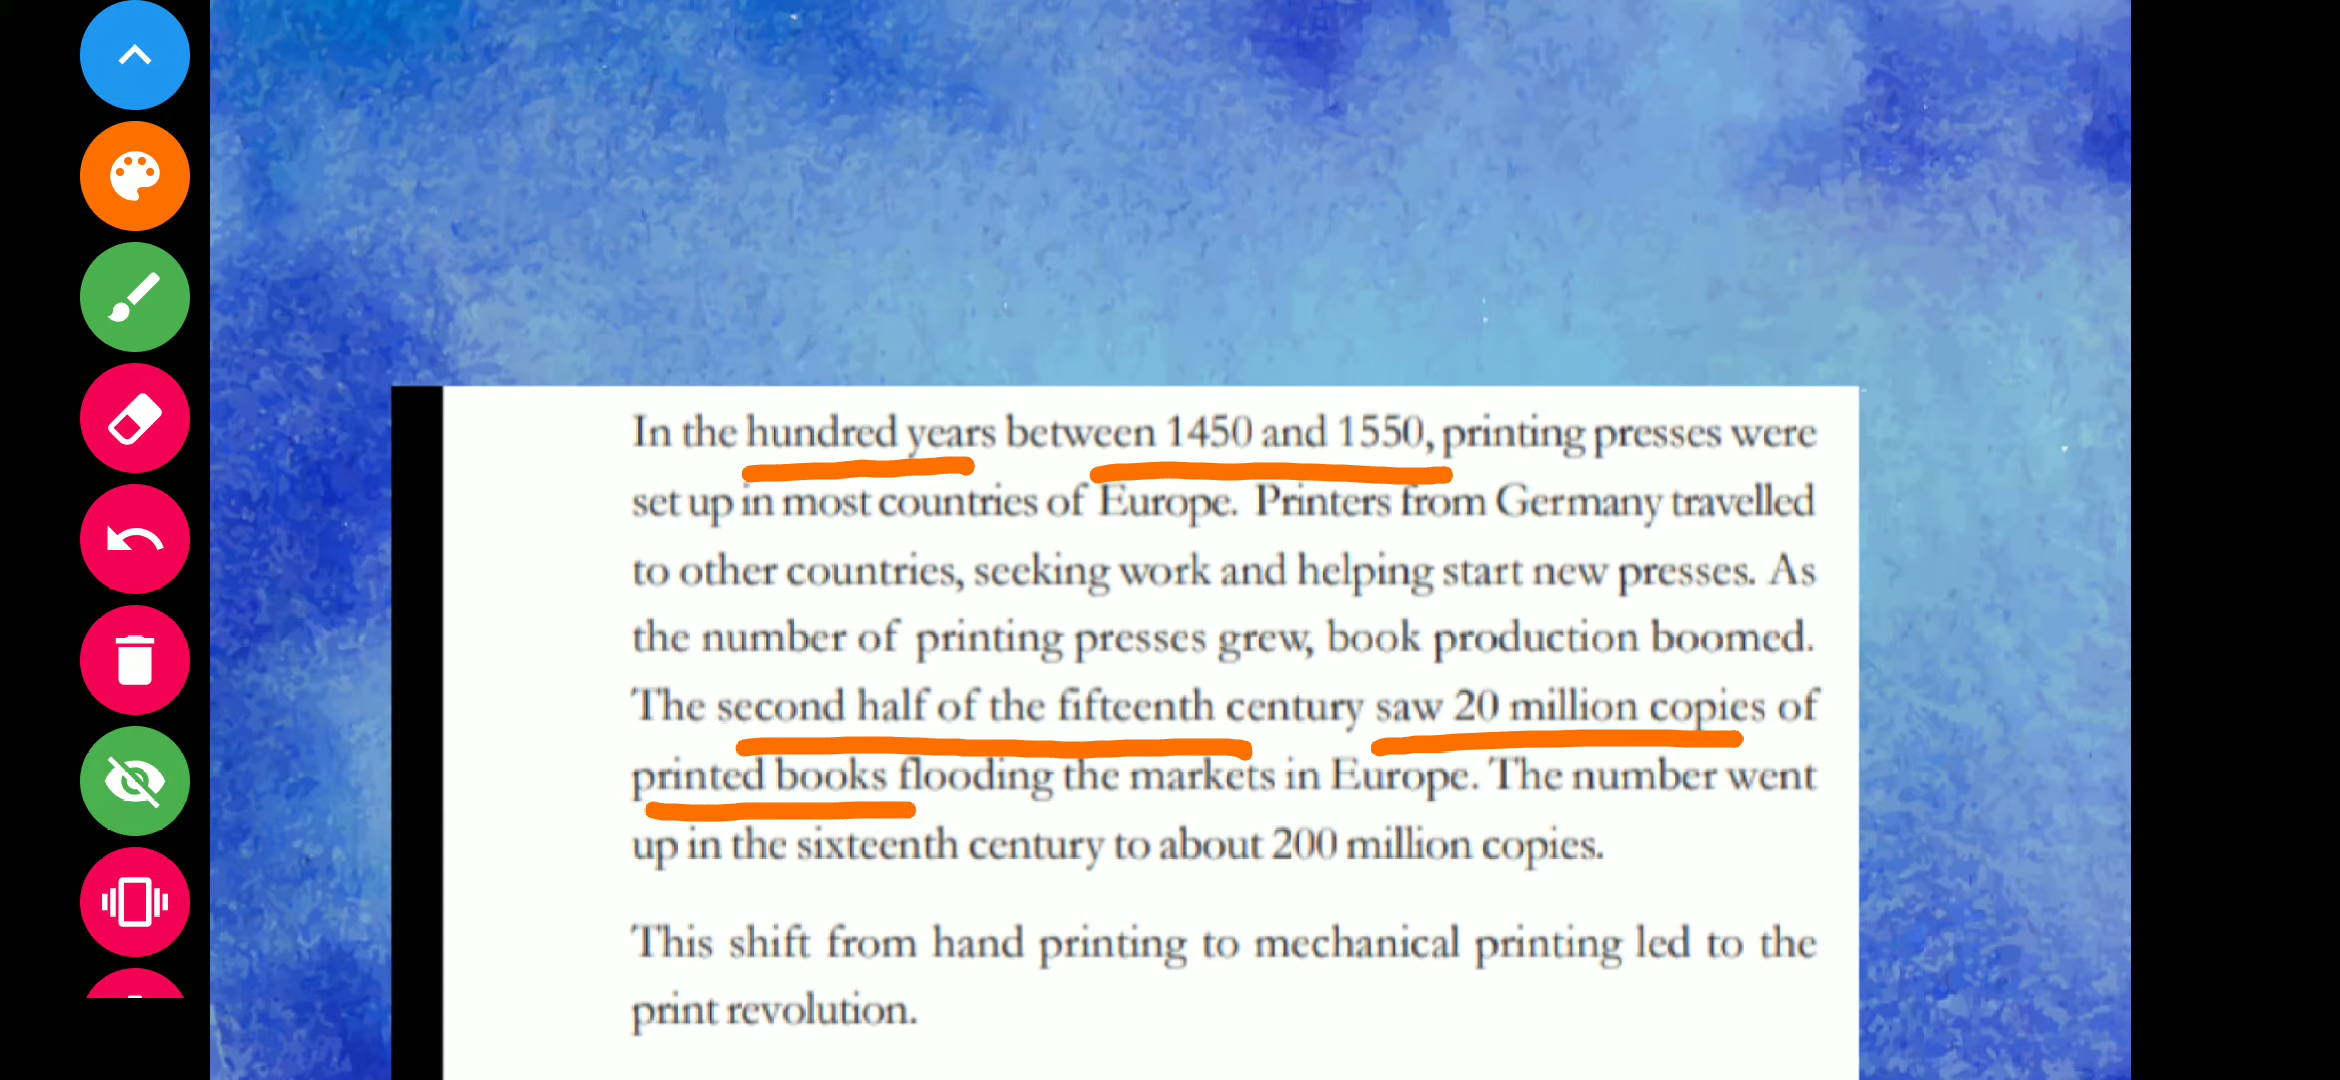 In the hundred years between 1450 and 1550, printing presses were
set up in most countries of Europe. Printers from Germany travelled
to other countries, seeking work and helping start new presses. As
the number of printing presses grew, book production boomed.
The second half of the fifteenth century saw 20 million copies of
printed books flooding the markets in Europe. The number went
up in the sixteenth century to about 200 million copies.
This shift from hand printing to mechanical printing led to the
print revolution.